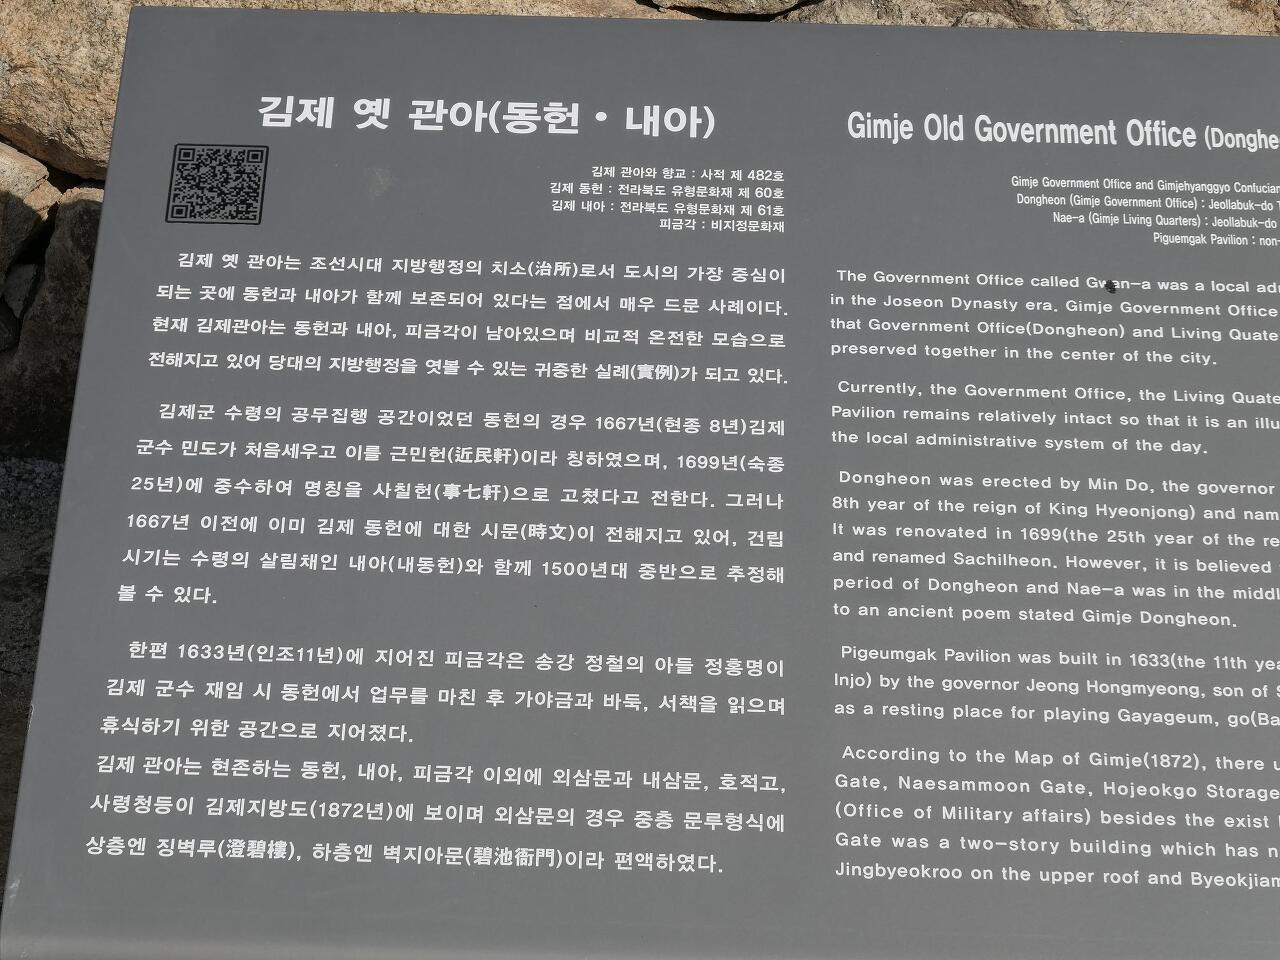 김제 옛 관아(동헌・내아)
김제 관아와 향교 : 사적 제 482호
김제 동헌 : 전라북도 유형문화재 제 60호
김제 내아 : 전라북도 유형문화재 제 61호
피금각 : 비지정문화재
김제 옛 관아는 조선시대 지방행정의 치소(治所)로서 도시의 가장 중심이
되는 곳에 동헌과 내아가 함께 보존되어 있다는 점에서 매우 드문 사례이다.
현재 김제관아는 동헌과 내아, 피금각이 남아있으며 비교적 온전한 모습으로
전해지고 있어 당대의 지방행정을 엿볼 수 있는 귀중한 실례(實例)가 되고 있다.
김제군 수령의 공무집행 공간이었던 동헌의 경우 1667년(현종 8년)김제
군수 민도가 처음세우고 이를 근민헌(近民軒)이라 칭하였으며, 1699년(숙종
25년)에 중수하여 명칭을 사칠헌(事七軒)으로 고쳤다고 전한다. 그러나
1667년 이전에 이미 김제 동헌에 대한 시문(時文)이 전해지고 있어, 건립
시기는 수령의 살림채인 내아(내동헌)와 함께 1500년대 중반으로 추정해
볼 수 있다.
한편 1633년(인조11년)에 지어진 피금각은 송강 정철의 아들 정홍명이
김제 군수 재임 시 동헌에서 업무를 마친 후 가야금과 바둑, 서책을 읽으며
휴식하기 위한 공간으로 지어졌다.
김제 관아는 현존하는 동헌, 내아, 피금각 이외에 외삼문과 내삼문, 호적고,
사령청등이 김제지방도(1872년)에 보이며 외삼문의 경우 중층 문루형식에
상층엔 징벽루(澄碧樓), 하층엔 벽지아문(碧池衙門)이라 편액하였다.
Gimje Old Government Office (Donghe
Gimje Government Office and Gimjehyanggyo Confucian
Dongheon (Gimje Government Office) : Jeollabuk-do T
Nae-a (Gimje Living Quarters) : Jeollabuk-do
Piguemgak Pavilion : non-
The Government Office called Gwan-a was a local ad
in the Joseon Dynasty era. Gimje Government Office
that Government Office(Dongheon) and Living Quate
preserved together in the center of the city.
Currently, the Government Office, the Living Quate
Pavilion remains relatively intact so that it is an illu
the local administrative system of the day.
Dongheon was erected by Min Do, the governor
8th year of the reign of King Hyeonjong) and nam
It was renovated in 1699(the 25th year of the re
and renamed Sachilheon. However, it is believed
period of Dongheon and Nae-a was in the middl
to an ancient poem stated Gimje Dongheon.
Pigeumgak Pavilion was built in 1633(the 11th yea
Injo) by the governor Jeong Hongmyeong, son of S
as a resting place for playing Gayageum, go(Ba
According to the Map of Gimje(1872), there u
Gate, Naesammoon Gate, Hojeokgo Storage
(Office of Military affairs) besides the exist
Gate was a two-story building which has n
Jingbyeokroo on the upper roof and Byeokjiam